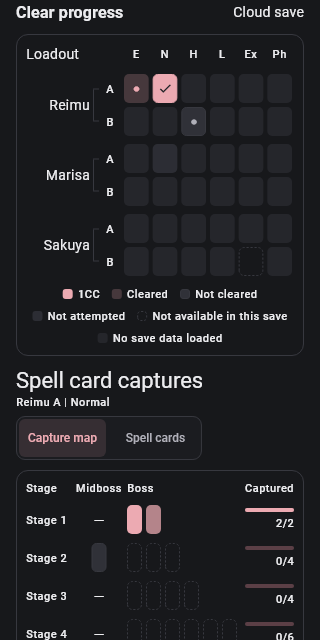 Clear progress Cloud save
Loadout E N H L Ex Ph
Reimu A
B
Marisa A
B
Sakuya A
B
1CC Cleared Not cleared
Not attempted Not available in this save
No save data loaded
Spell card captures
Reimu A | Normal
Capture map Spell cards
Stage Midboss Boss Captured
Stage 1 — 2/2
Stage 2 0/4
Stage 3 — 0/4
Stage 4 — 0/6